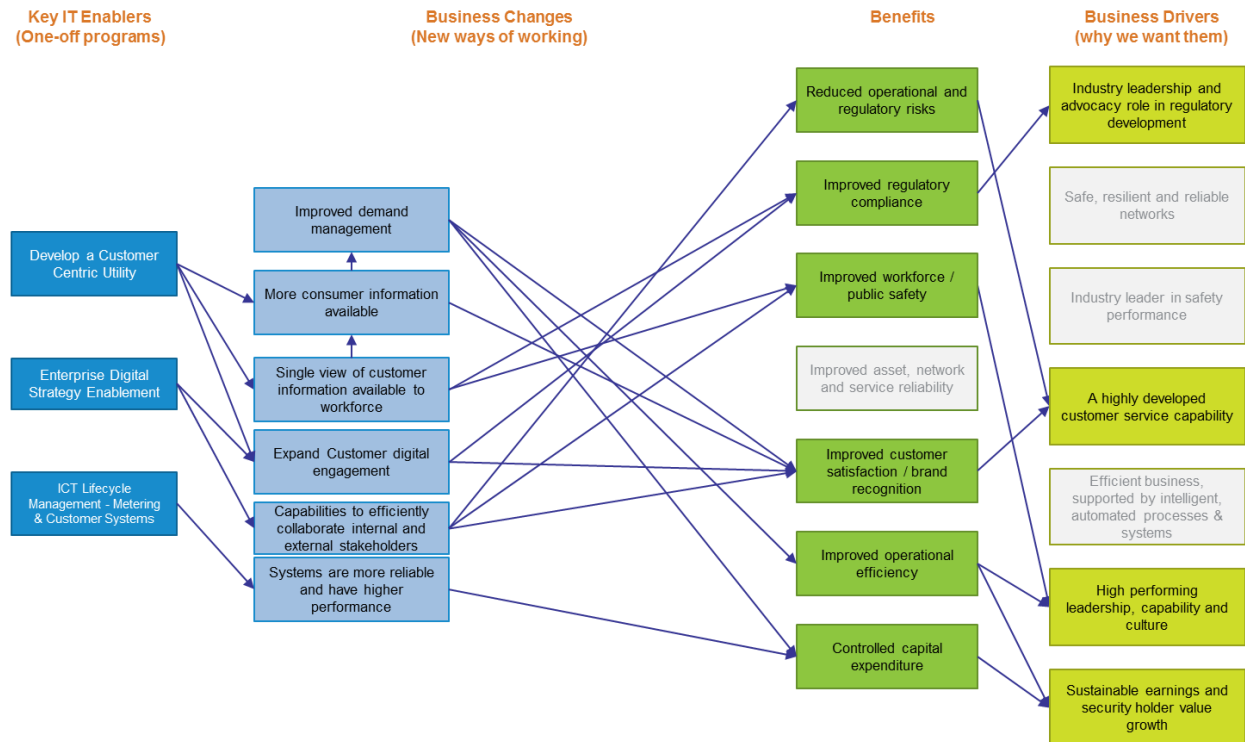 Key IT Enablers
(One-off programs)
Business Changes
(New ways of working)
Benefits
Business Drivers
(why we want them)
Develop a Customer
Centric Utility
Enterprise Digital
Strategy Enablement
ICT Lifecycle
Management - Metering
& Customer Systems
Improved demand
management
More consumer information
available
Single view of customer
information available to
workforce
Expand Customer digital
engagement
Capabilities to efficiently
collaborate internal and
external stakeholders
Systems are more reliable
and have higher
performance
Reduced operational and
regulatory risks
Improved regulatory
compliance
Improved workforce /
public safety
Improved asset, network
and service reliability
Improved customer
satisfaction / brand
recognition
Improved operational
efficiency
Controlled capital
expenditure
Industry leadership and
advocacy role in regulatory
development
Safe, resilient and reliable
networks
Industry leader in safety
performance
A highly developed
customer service capability
Efficient business,
supported by intelligent,
automated processes &
systems
High performing
leadership, capability and
culture
Sustainable earnings and
security holder value
growth